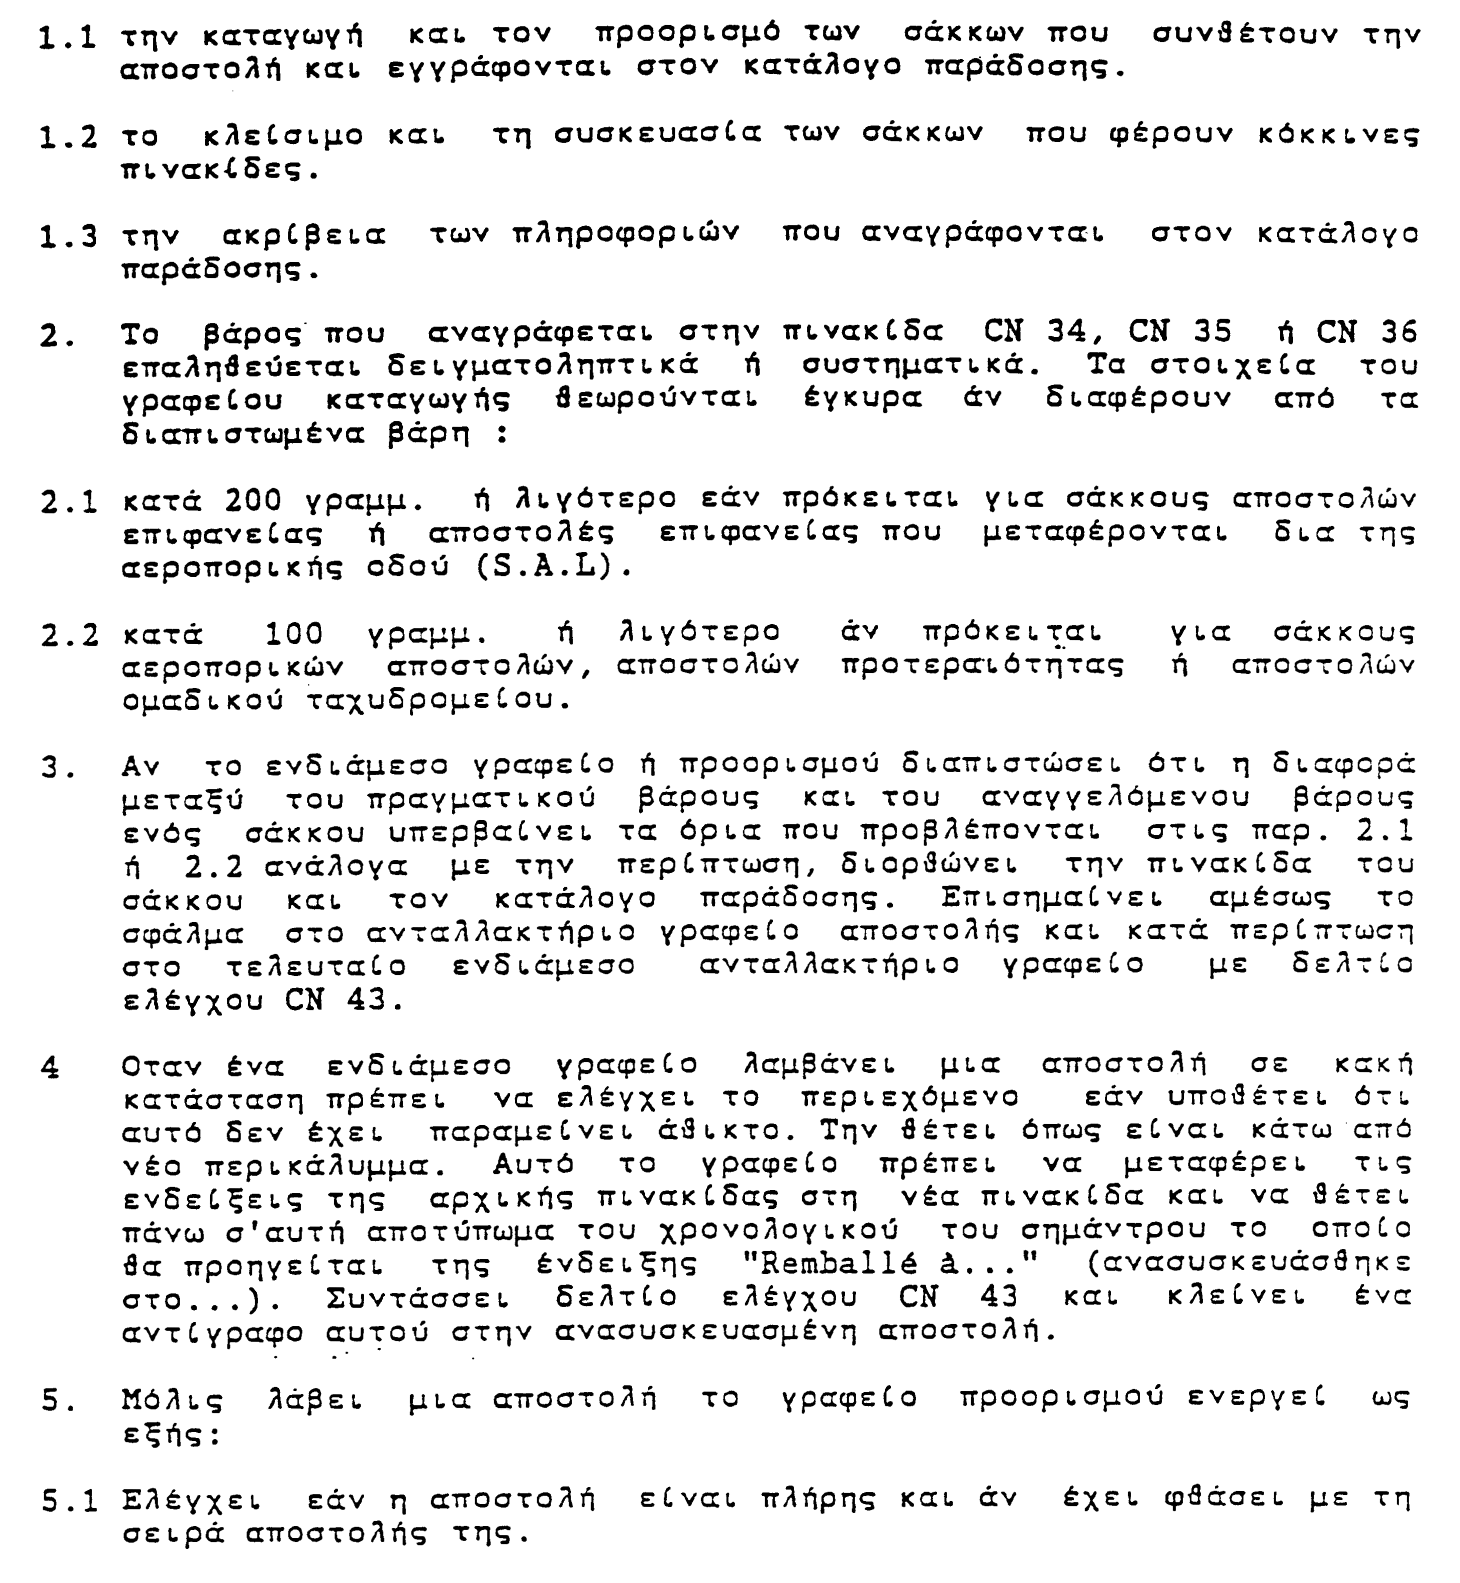 1.1 την καταγωγή και τον προορισμό των σάκκων που συνθέτουν την
αποστολή και εγγράφονται στον κατάλογο παράδοσης.
1.2 το κλείσιμο και τη συσκευασία των σάκκων που φέρουν κόκκινες
πινακίδες.
1.3 την ακρίβεια των πληροφοριών που αναγράφονται στον κατάλογο
παράδοσης.
2. Το βάρος που αναγράφεται στην πινακίδα CN 34, CN 35 ή CN 36
επαληθεύεται δειγματοληπτικά ή συστηματικά. Τα στοιχεία του
γραφείου καταγωγής θεωρούνται έγκυρα άν διαφέρουν από τα
διαπιστωμένα βάρη :
2.1 κατά 200 γραμμ. ή λιγότερο εάν πρόκειται για σάκκους αποστολών
επιφανείας ή αποστολές επιφανείας που μεταφέρονται δια της
αεροπορικής οδού (S.A.L).
2.2 κατά 100 γραμμ. ή λιγότερο άν πρόκειται για σάκκους
αεροπορικών αποστολών, αποστολών προτεραιότητας ή αποστολών
ομαδικού ταχυδρομείου.
3. Αν το ενδιάμεσο γραφείο ή προορισμού διαπιστώσει ότι η διαφορά
μεταξύ του πραγματικού βάρους και του αναγγελόμενου βάρους
ενός σάκκου υπερβαίνει τα όρια που προβλέπονται στις παρ. 2.1
ή 2.2 ανάλογα με την περίπτωση, διορθώνει την πινακίδα του
σάκκου και τον κατάλογο παράδοσης. Επισημαίνει αμέσως το
σφάλμα στο ανταλλακτήριο γραφείο αποστολής και κατά περίπτωση
στο τελευταίο ενδιάμεσο ανταλλακτήριο γραφείο με δελτίο
ελέγχου CN 43.
4 Οταν ένα ενδιάμεσο γραφείο λαμβάνει μια αποστολή σε κακή
κατάσταση πρέπει να ελέγχει το περιεχόμενο εάν υποθέτει ότι
αυτό δεν έχει παραμείνει άθικτο. Την θέτει όπως είναι κάτω από
νέο περικάλυμμα. Αυτό το γραφείο πρέπει να μεταφέρει τις
ενδείξεις της αρχικής πινακίδας στη νέα πινακίδα και να θέτει
πάνω σ'αυτή αποτύπωμα του χρονολογικού του σημάντρου το οποίο
θα προηγείται της ένδειξης "Remballé à..." (ανασυσκευάσθηκε
στο...). Συντάσσει δελτίο ελέγχου CN 43 και κλείνει ένα
αντίγραφο αυτού στην ανασυσκευασμένη αποστολή.
5. Μόλις λάβει μια αποστολή το γραφείο προορισμού ενεργεί ως
εξής:
5.1 Ελέγχει εάν η αποστολή είναι πλήρης και άν έχει φθάσει με τη
σειρά αποστολής της.